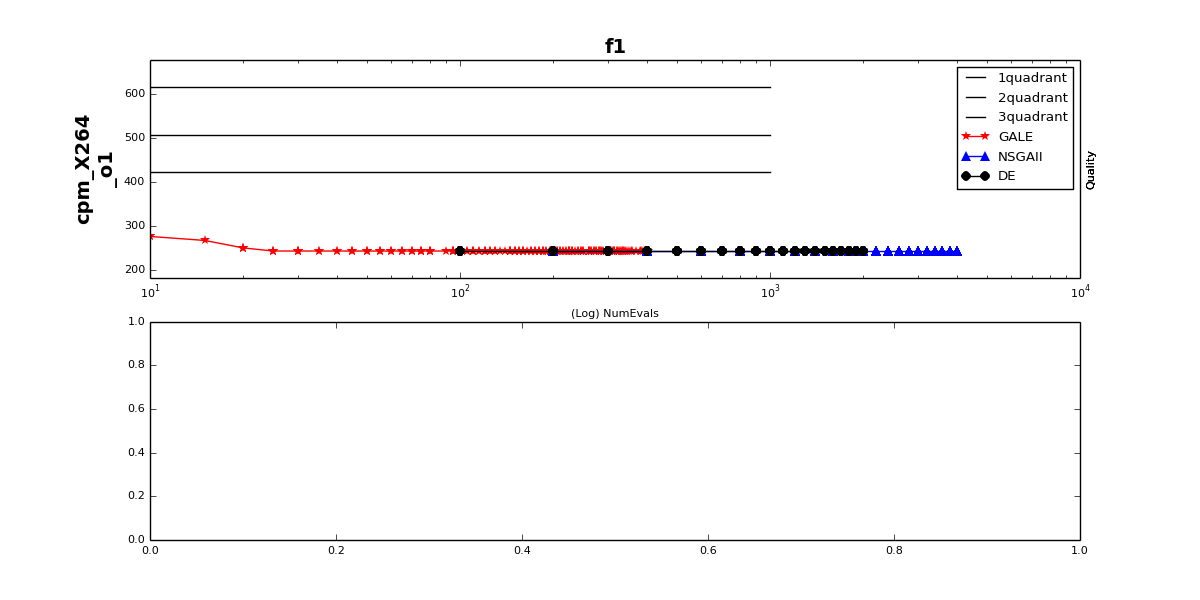 f1
cpm_X264
_o1
600
500
400
300
200
10^1
10^2
10^3
10^4
(Log) NumEvals
1quadrant
2quadrant
3quadrant
GALE
NSGAII
DE
Quality
1.0
0.8
0.6
0.4
0.2
0.0
0.0
0.2
0.4
0.6
0.8
1.0